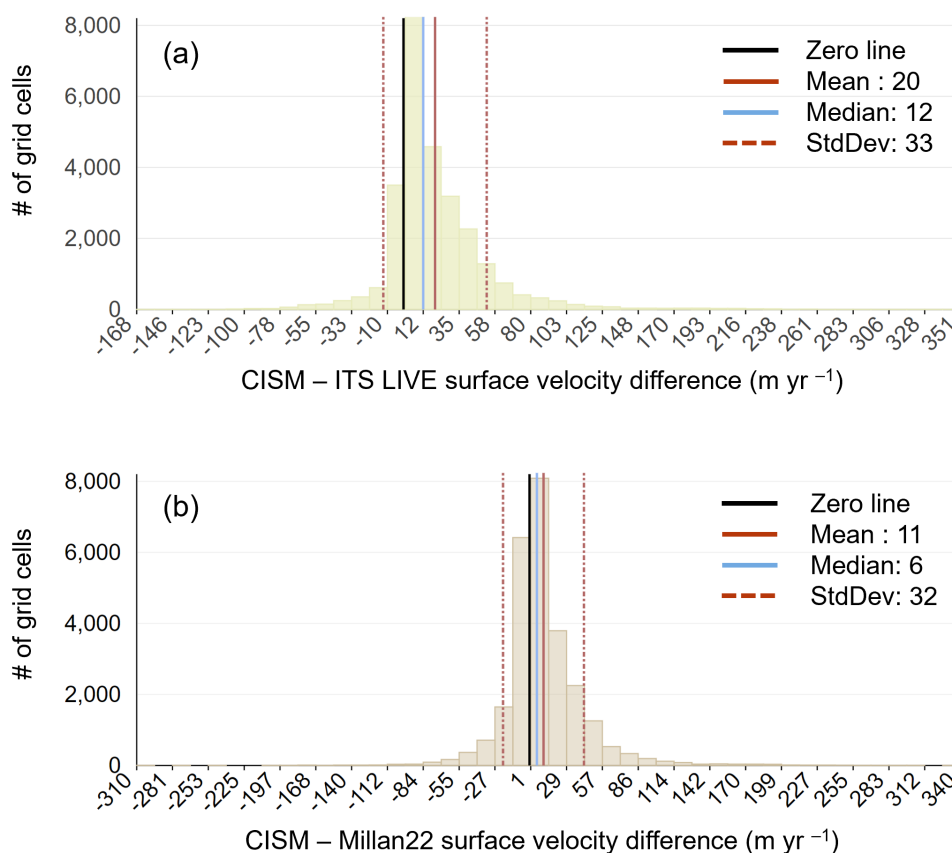 (a)
# of grid cells
8,000
6,000
4,000
2,000
0
Zero line
Mean : 20
Median: 12
StdDev: 33
-168 -146 -123 -100 -78 -55 -33 -10 12 35 58 80 103 125 148 170 193 216 238 261 283 306 328 351
CISM – ITS LIVE surface velocity difference (m yr ⁻¹)
(b)
# of grid cells
8,000
6,000
4,000
2,000
0
Zero line
Mean : 11
Median: 6
StdDev: 32
-310 -281 -253 -225 -197 -168 -140 -112 -84 -55 -27 1 29 57 86 114 142 170 199 227 255 283 312 340
CISM – Millan22 surface velocity difference (m yr ⁻¹)